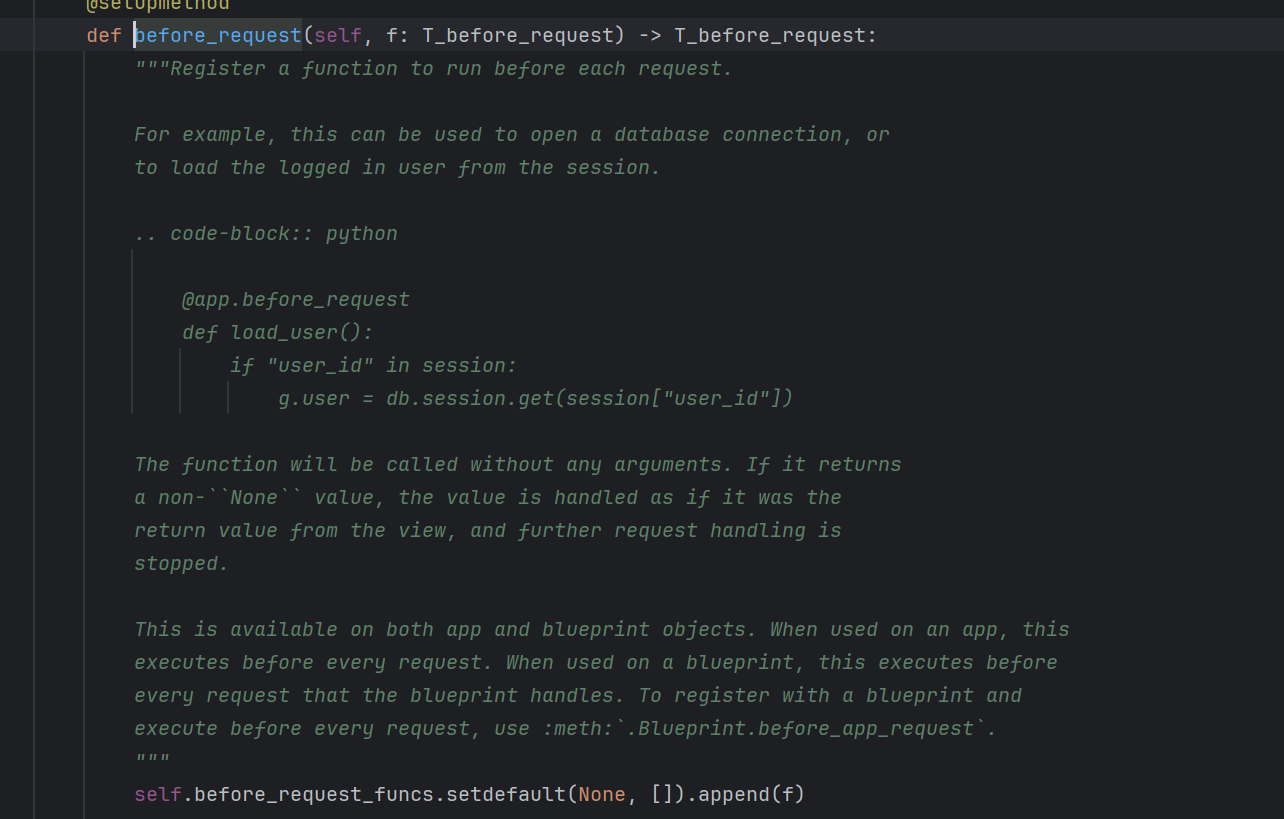 @setupmethod
def before_request(self, f: T_before_request) -> T_before_request:
"""Register a function to run before each request.
For example, this can be used to open a database connection, or
to load the logged in user from the session.
.. code-block:: python
@app.before_request
def load_user():
if "user_id" in session:
g.user = db.session.get(session["user_id"])
The function will be called without any arguments. If it returns
a non-``None`` value, the value is handled as if it was the
return value from the view, and further request handling is
stopped.
This is available on both app and blueprint objects. When used on an app, this
executes before every request. When used on a blueprint, this executes before
every request that the blueprint handles. To register with a blueprint and
execute before every request, use :meth:`.Blueprint.before_app_request`.
"""
self.before_request_funcs.setdefault(None, []).append(f)